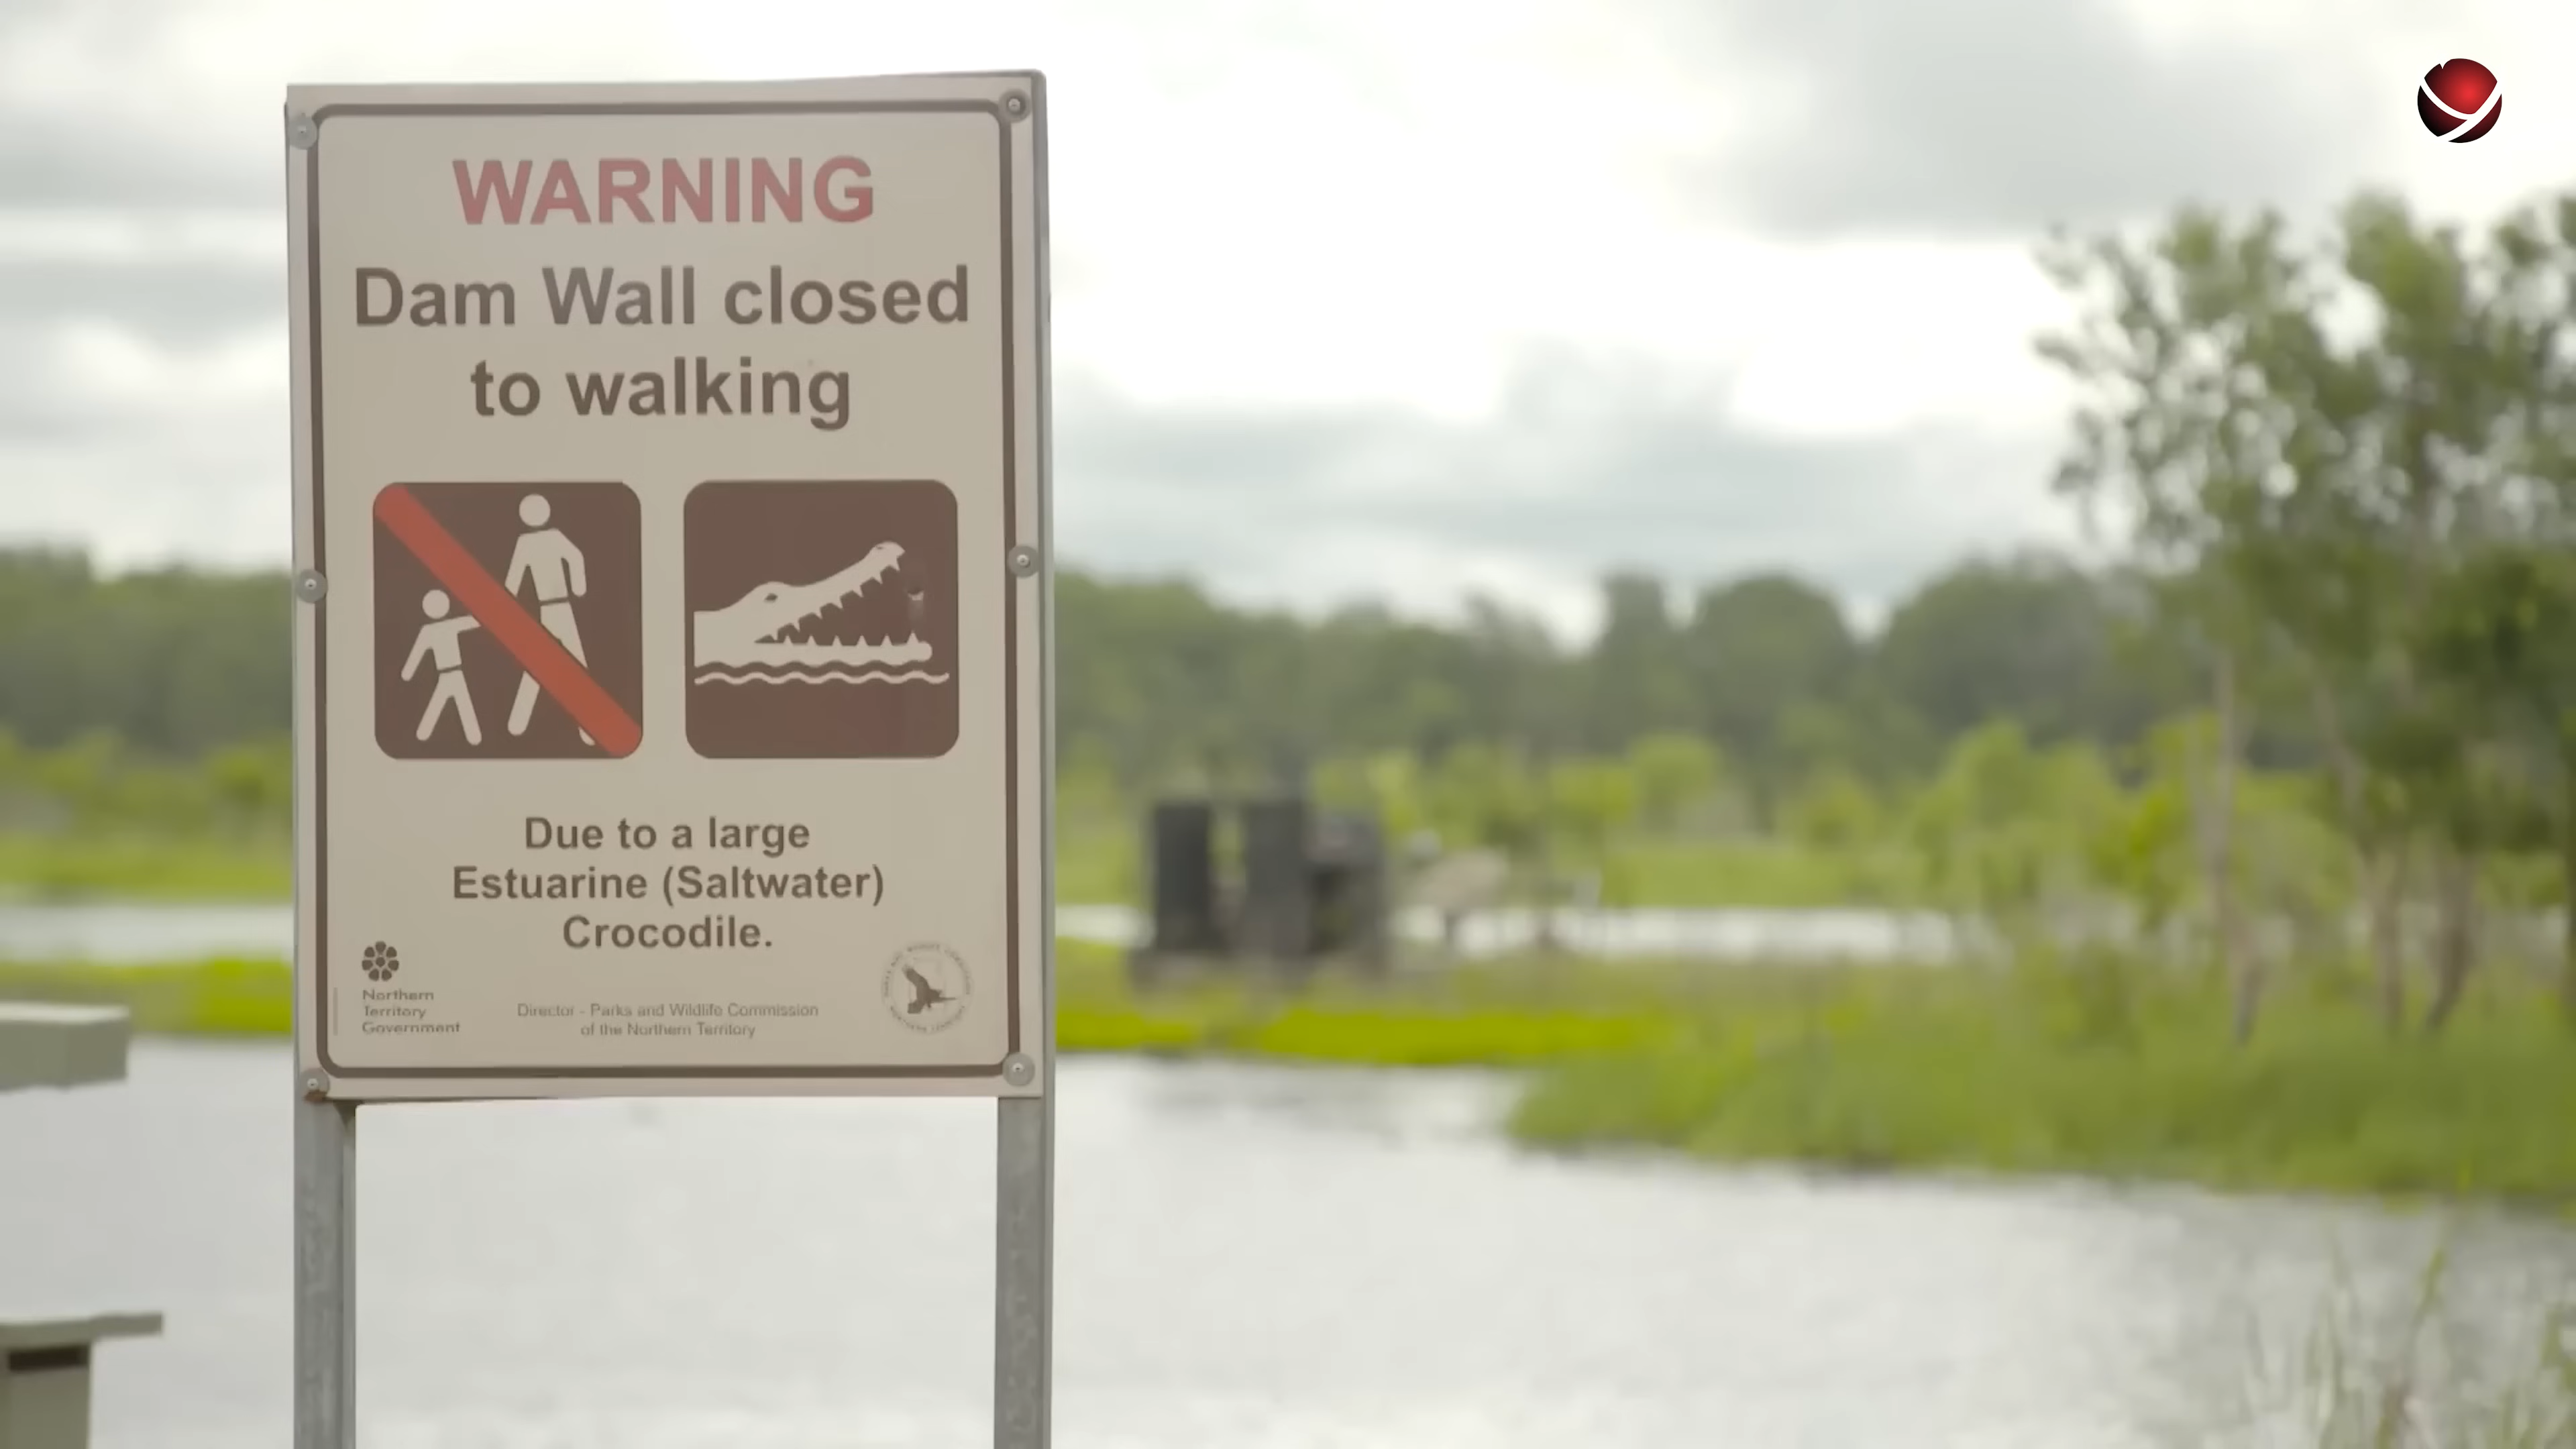 WARNING
Dam Wall closed
to walking
Due to a large
Estuarine (Saltwater)
Crocodile.
Northern
Territory
Government
Director - Parks and Wildlife Commission
of the Northern Territory